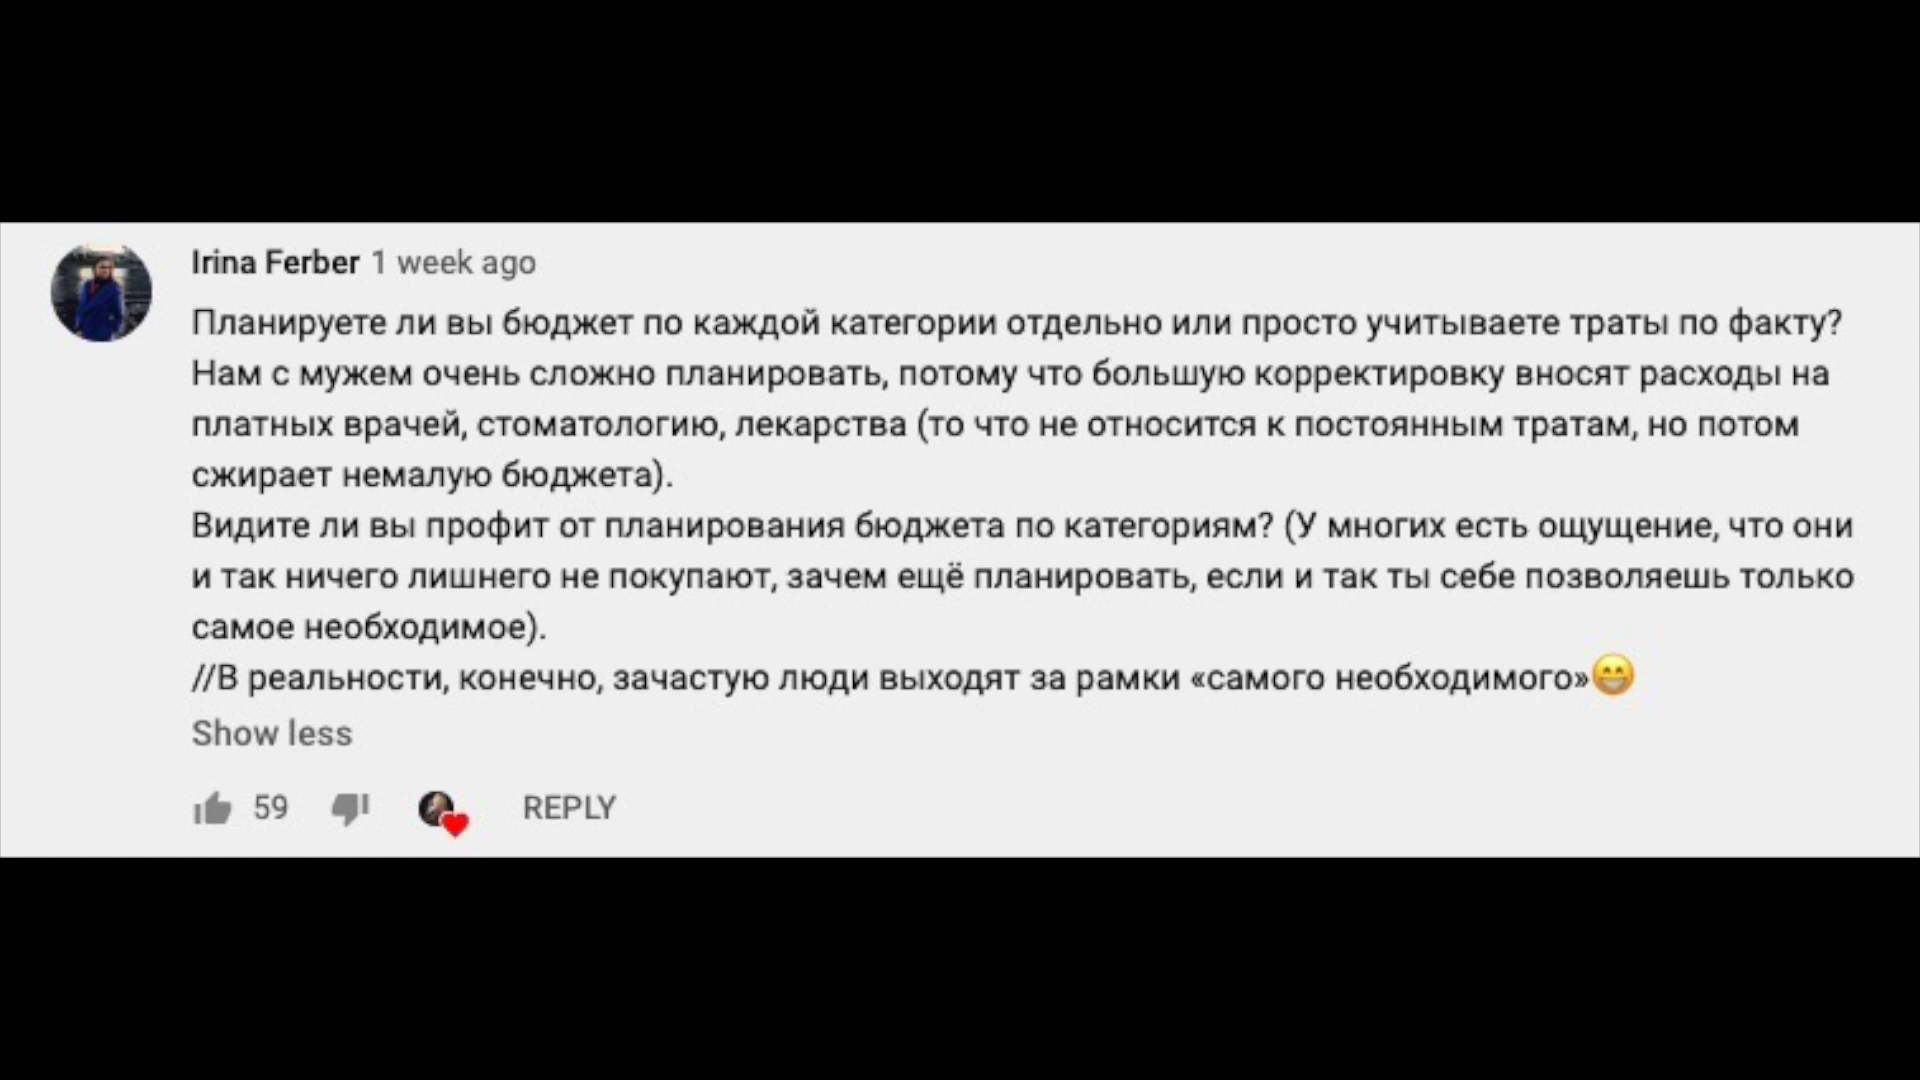 Irina Ferber 1 week ago
Планируете ли вы бюджет по каждой категории отдельно или просто учитываете траты по факту?
Нам с мужем очень сложно планировать, потому что большую корректировку вносят расходы на
платных врачей, стоматологию, лекарства (то что не относится к постоянным тратам, но потом
сжирает немалую бюджета).
Видите ли вы профит от планирования бюджета по категориям? (У многих есть ощущение, что они
и так ничего лишнего не покупают, зачем ещё планировать, если и так ты себе позволяешь только
самое необходимое).
//В реальности, конечно, зачастую люди выходят за рамки «самого необходимого»😁
Show less
59 REPLY